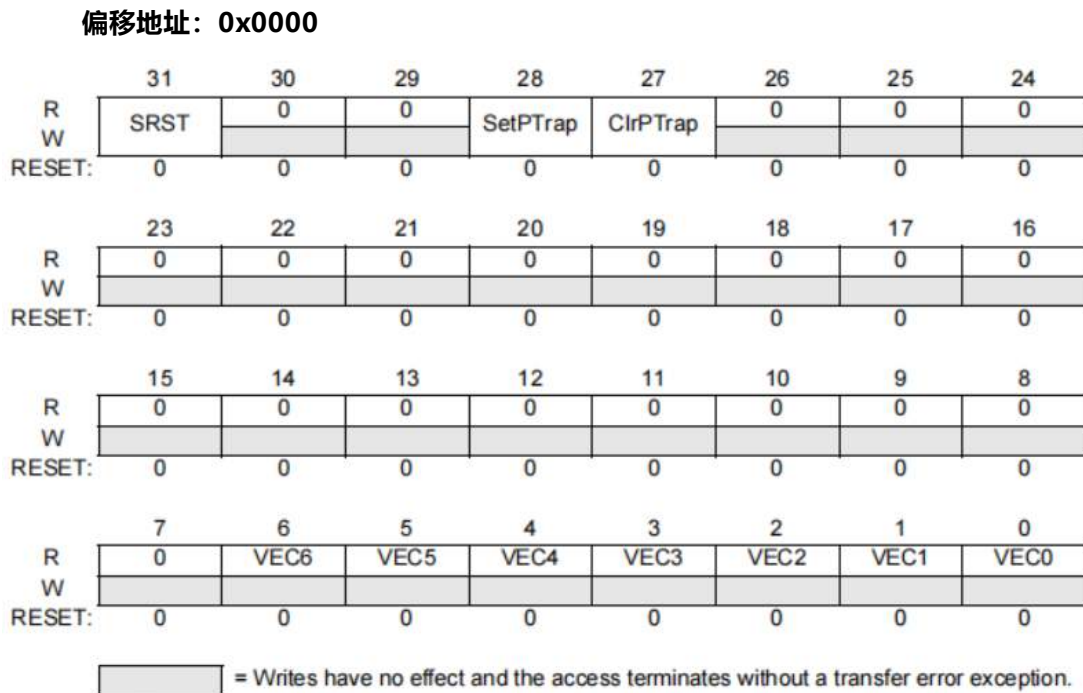 偏移地址：0x0000
31 30 29 28 27 26 25 24
R SRST 0 0 SetPTrap ClrPTrap 0 0 0
W
RESET: 0 0 0 0 0 0 0 0
23 22 21 20 19 18 17 16
R 0 0 0 0 0 0 0 0
W
RESET: 0 0 0 0 0 0 0 0
15 14 13 12 11 10 9 8
R 0 0 0 0 0 0 0 0
W
RESET: 0 0 0 0 0 0 0 0
7 6 5 4 3 2 1 0
R 0 VEC6 VEC5 VEC4 VEC3 VEC2 VEC1 VEC0
W
RESET: 0 0 0 0 0 0 0 0
= Writes have no effect and the access terminates without a transfer error exception.